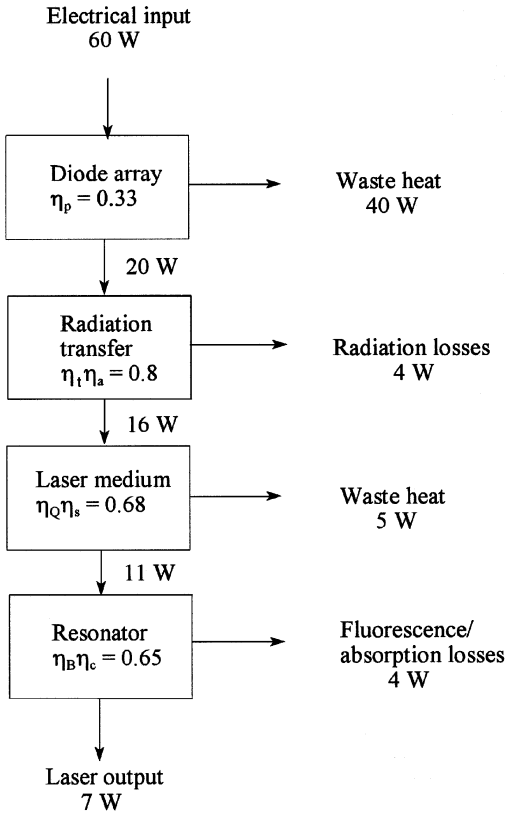 Electrical input
60 W
Diode array
ηp = 0.33
Waste heat
40 W
20 W
Radiation
transfer
ηtηa = 0.8
Radiation losses
4 W
16 W
Laser medium
ηQηs = 0.68
Waste heat
5 W
11 W
Resonator
ηBηc = 0.65
Fluorescence/
absorption losses
4 W
Laser output
7 W